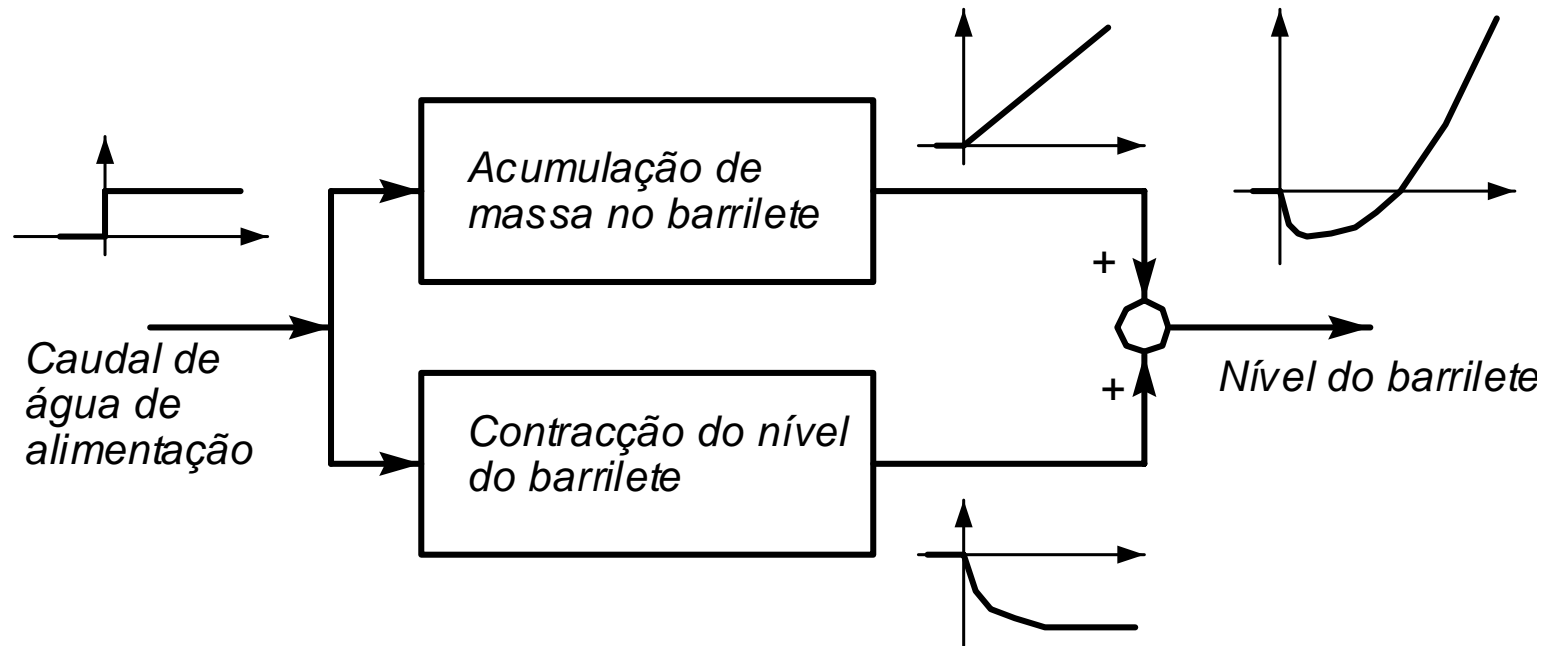 Acumulação de
massa no barrilete
+
Caudal de
água de
alimentação
+
Nível do barrilete
Contracção do nível
do barrilete